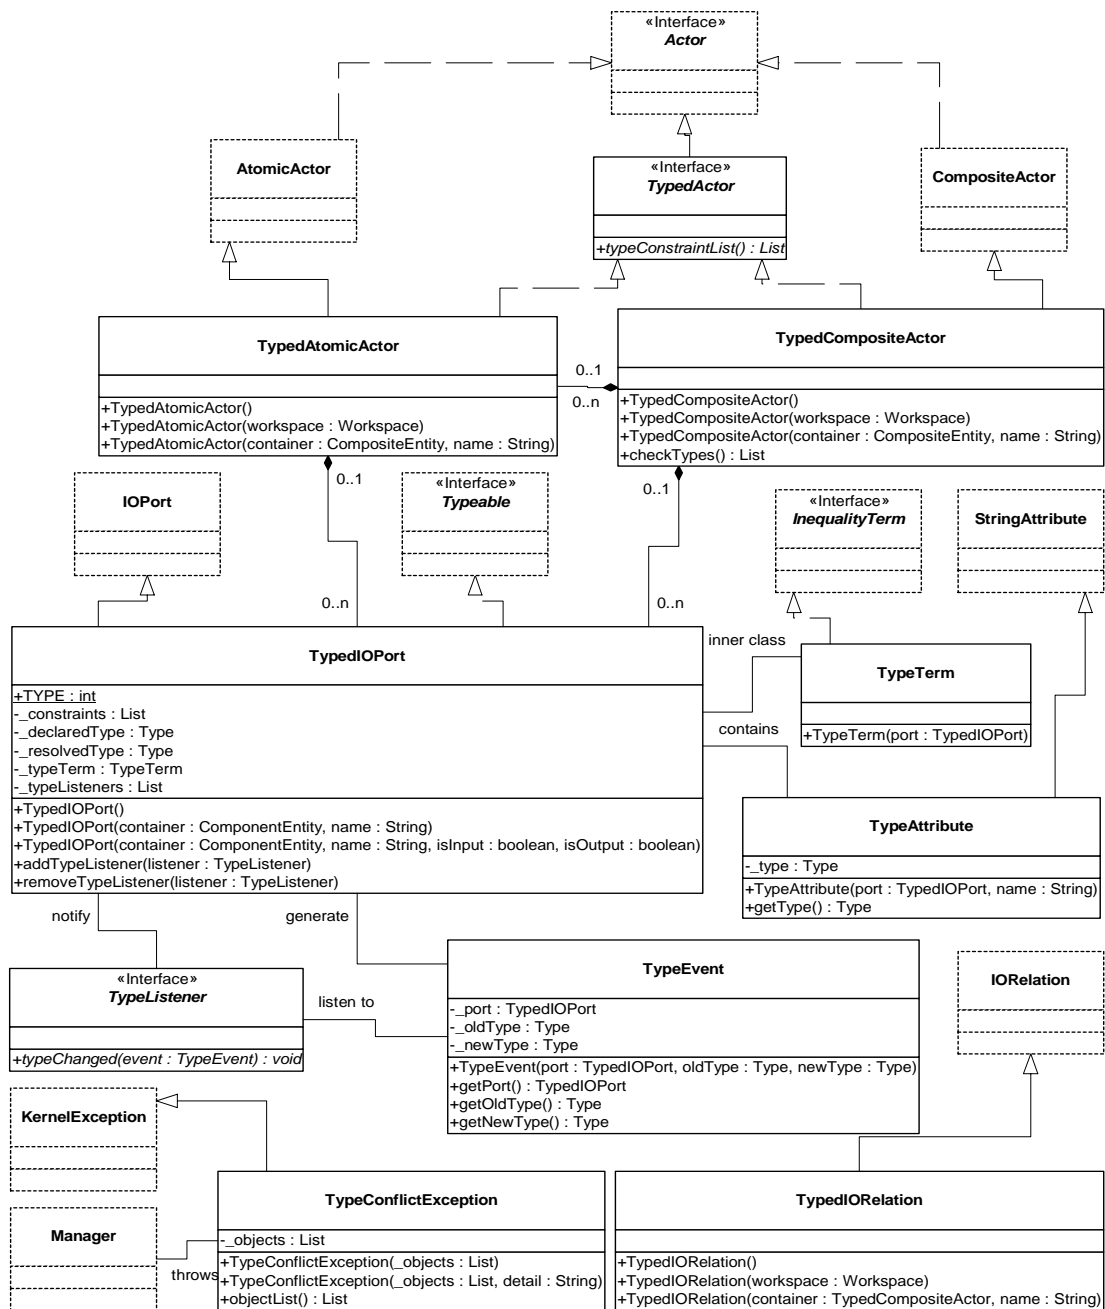 «Interface»
Actor
AtomicActor
«Interface»
TypedActor
+typeConstraintList() : List
CompositeActor
TypedAtomicActor
+TypedAtomicActor()
+TypedAtomicActor(workspace : Workspace)
+TypedAtomicActor(container : CompositeEntity, name : String)
0..1
0..n
TypedCompositeActor
+TypedCompositeActor()
+TypedCompositeActor(workspace : Workspace)
+TypedCompositeActor(container : CompositeEntity, name : String)
+checkTypes() : List
IOPort
0..1
«Interface»
Typeable
0..1
«Interface»
InequalityTerm
StringAttribute
0..n
0..n
TypedIOPort
+TYPE : int
-_constraints : List
-_declaredType : Type
-_resolvedType : Type
-_typeTerm : TypeTerm
-_typeListeners : List
+TypedIOPort()
+TypedIOPort(container : ComponentEntity, name : String)
+TypedIOPort(container : ComponentEntity, name : String, isInput : boolean, isOutput : boolean)
+addTypeListener(listener : TypeListener)
+removeTypeListener(listener : TypeListener)
inner class
TypeTerm
+TypeTerm(port : TypedIOPort)
contains
TypeAttribute
-_type : Type
+TypeAttribute(port : TypedIOPort, name : String)
+getType() : Type
notify
generate
«Interface»
TypeListener
+typeChanged(event : TypeEvent) : void
listen to
TypeEvent
-_port : TypedIOPort
-_oldType : Type
-_newType : Type
+TypeEvent(port : TypedIOPort, oldType : Type, newType : Type)
+getPort() : TypedIOPort
+getOldType() : Type
+getNewType() : Type
IORelation
KernelException
Manager
throws
TypeConflictException
-_objects : List
+TypeConflictException(_objects : List)
+TypeConflictException(_objects : List, detail : String)
+objectList() : List
TypedIORelation
+TypedIORelation()
+TypedIORelation(workspace : Workspace)
+TypedIORelation(container : TypedCompositeActor, name : String)